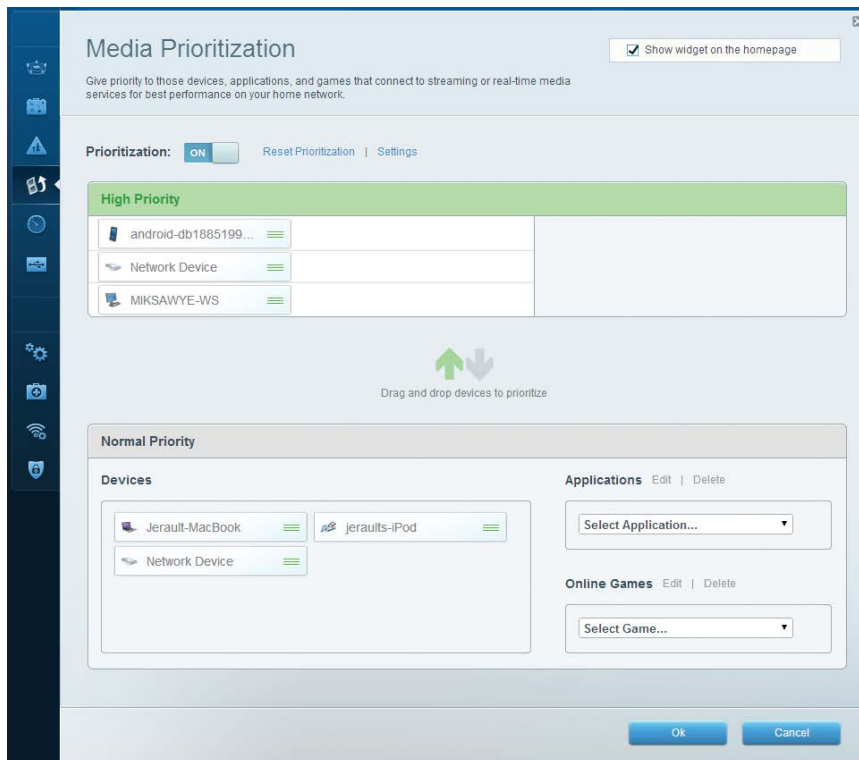 Media Prioritization
Show widget on the homepage
Give priority to those devices, applications, and games that connect to streaming or real-time media
services for best performance on your home network.
Prioritization: ON Reset Prioritization | Settings
High Priority
android-db1885199...
Network Device
MIKSAWYE-WS
Drag and drop devices to prioritize
Normal Priority
Devices
Jerault-MacBook jeraults-iPod
Network Device
Applications Edit | Delete
Select Application...
Online Games Edit | Delete
Select Game...
Ok Cancel